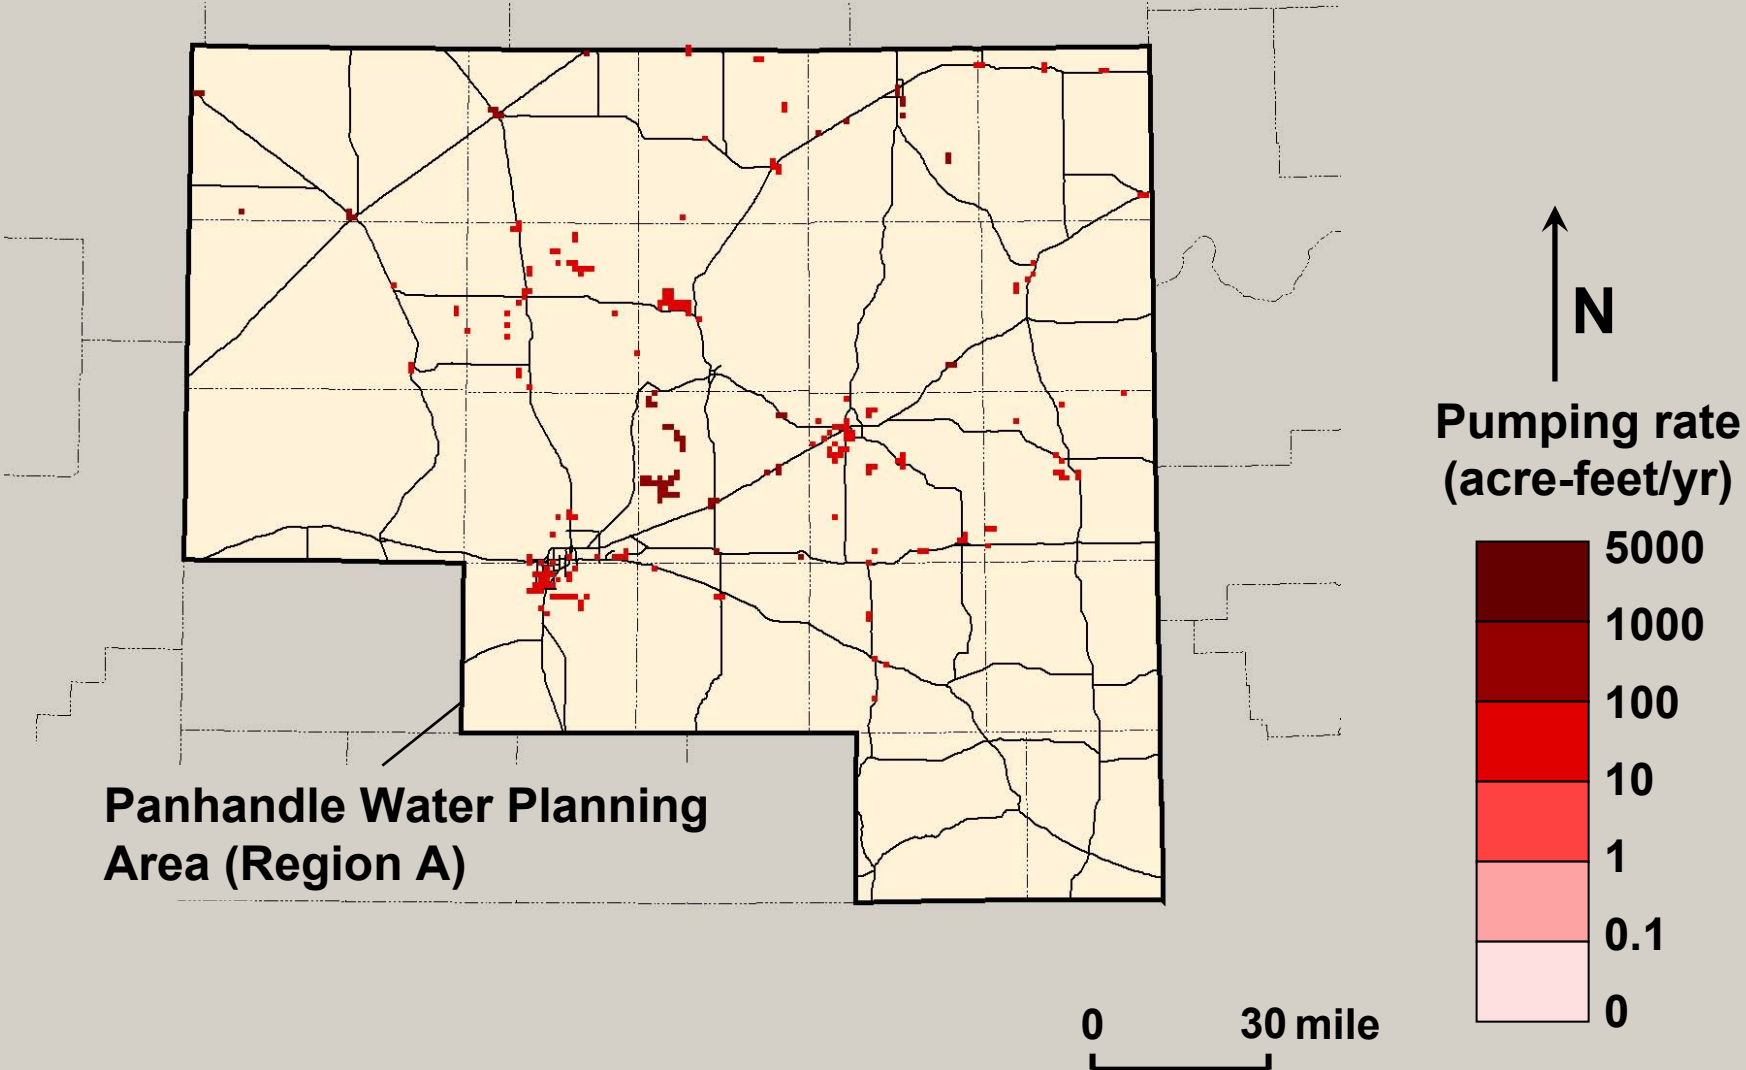 N
Pumping rate
(acre-feet/yr)
5000
1000
100
10
1
0.1
0
Panhandle Water Planning
Area (Region A)
0 30 mile